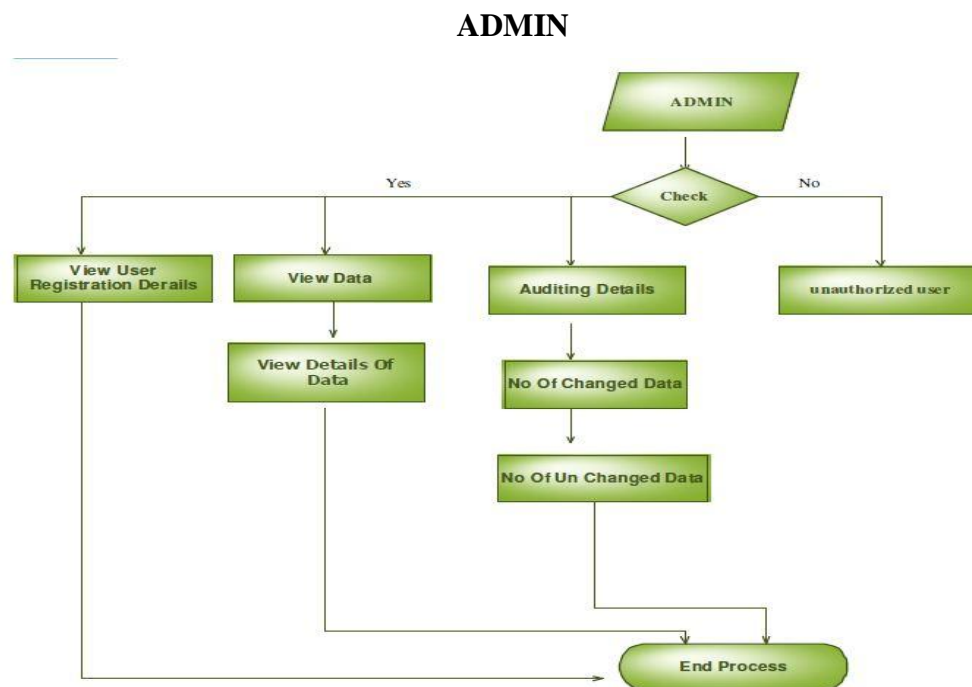 ADMIN
ADMIN
Yes
Check
No
View User
Registration Derails
View Data
Auditing Details
unauthorized user
View Details Of
Data
No Of Changed Data
No Of Un Changed Data
End Process